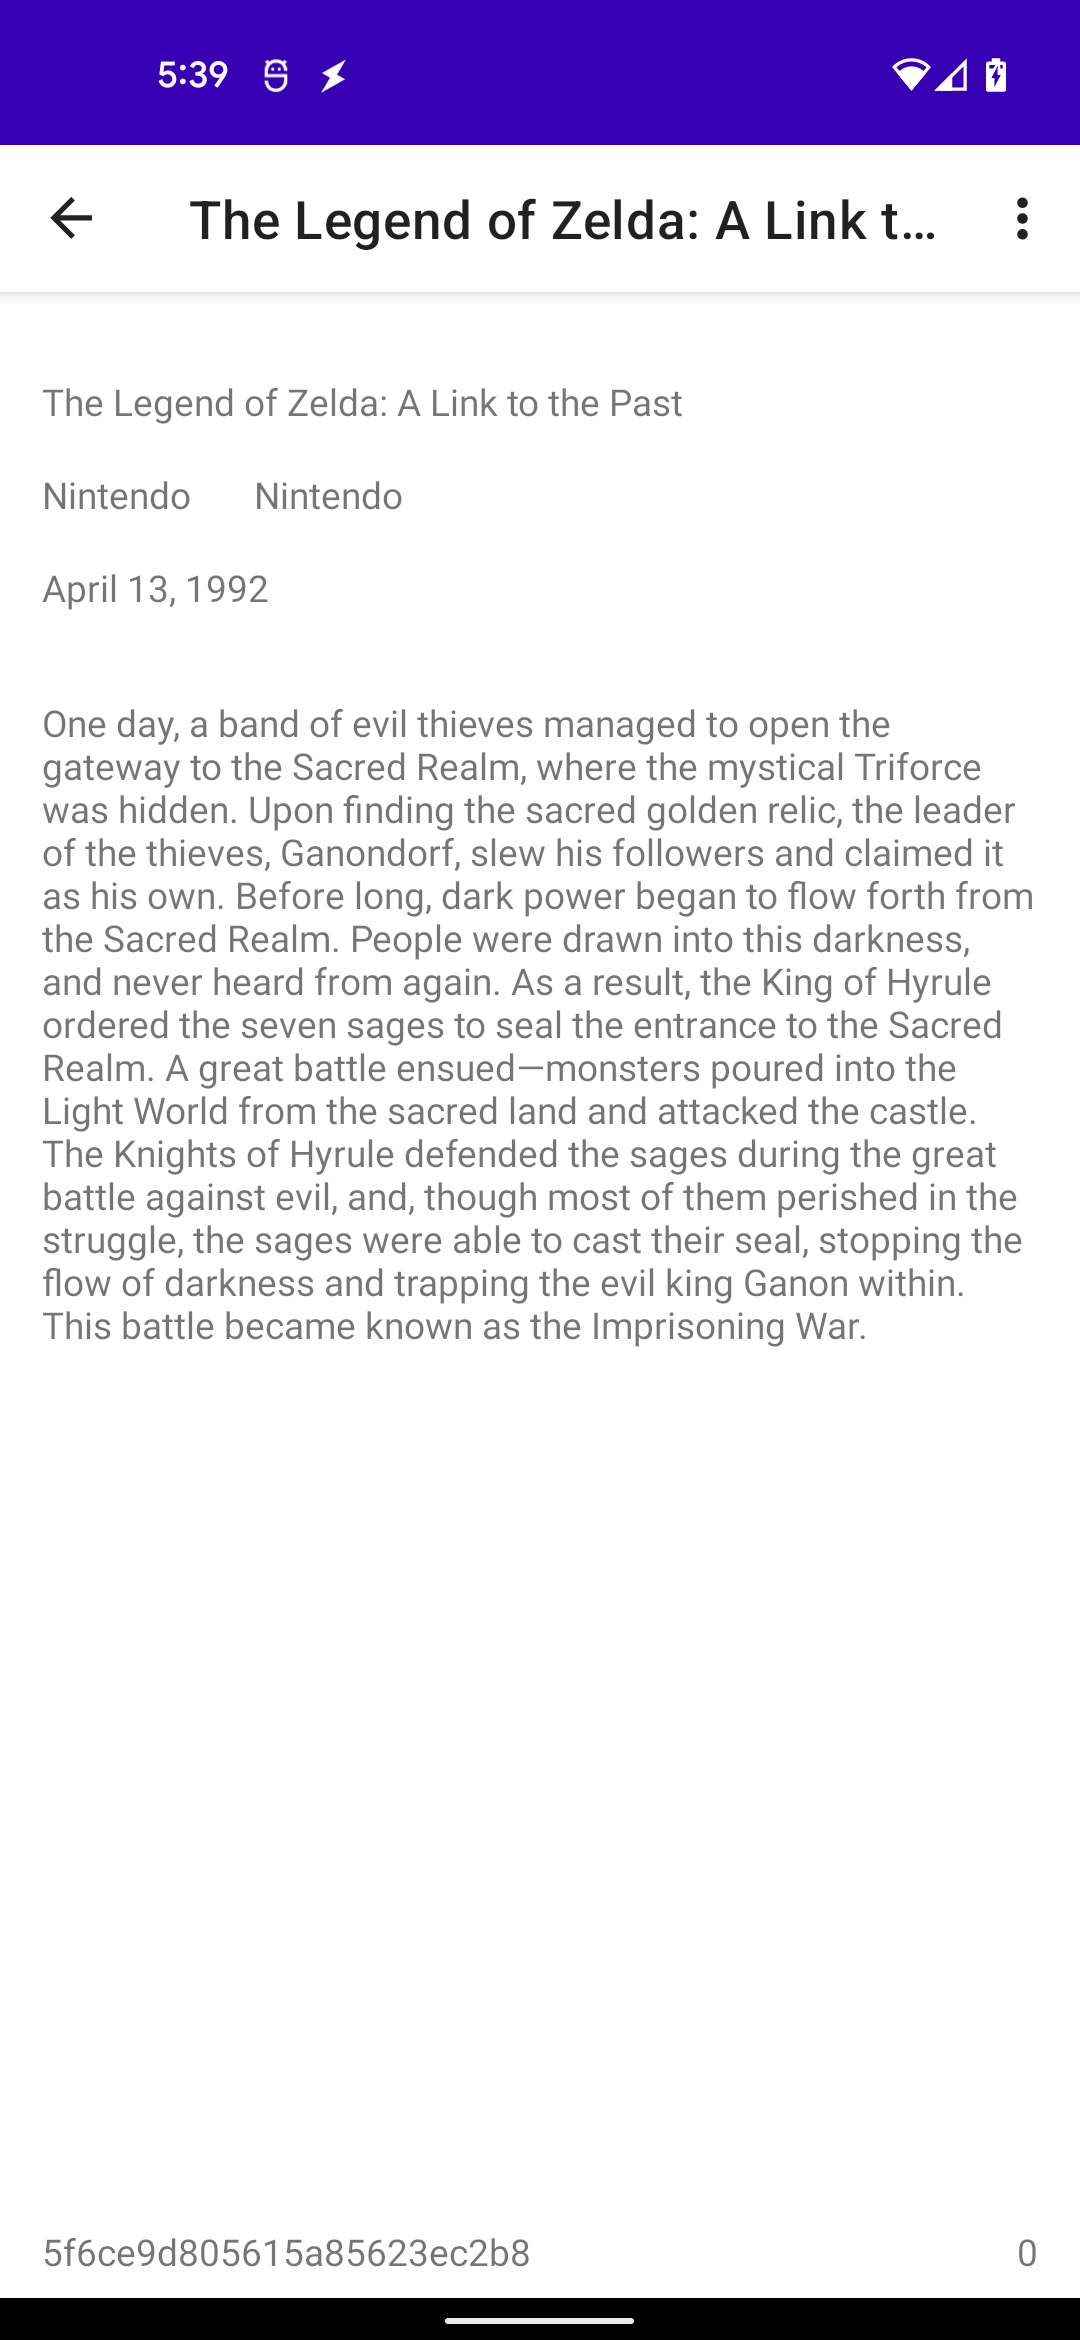 5:39
The Legend of Zelda: A Link t...
The Legend of Zelda: A Link to the Past
Nintendo Nintendo
April 13, 1992
One day, a band of evil thieves managed to open the
gateway to the Sacred Realm, where the mystical Triforce
was hidden. Upon finding the sacred golden relic, the leader
of the thieves, Ganondorf, slew his followers and claimed it
as his own. Before long, dark power began to flow forth from
the Sacred Realm. People were drawn into this darkness,
and never heard from again. As a result, the King of Hyrule
ordered the seven sages to seal the entrance to the Sacred
Realm. A great battle ensued—monsters poured into the
Light World from the sacred land and attacked the castle.
The Knights of Hyrule defended the sages during the great
battle against evil, and, though most of them perished in the
struggle, the sages were able to cast their seal, stopping the
flow of darkness and trapping the evil king Ganon within.
This battle became known as the Imprisoning War.
5f6ce9d805615a85623ec2b8 0